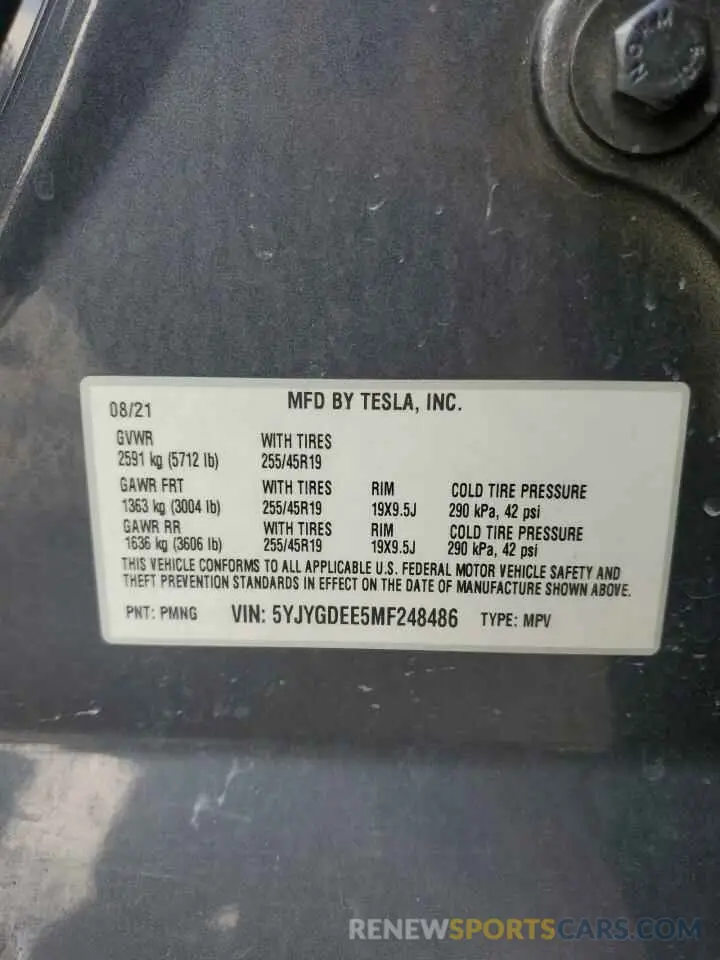 08/21 MFD BY TESLA, INC.
GVWR WITH TIRES
2591 kg (5712 lb) 255/45R19
GAWR FRT WITH TIRES RIM COLD TIRE PRESSURE
1363 kg (3004 lb) 255/45R19 19X9.5J 290 kPa, 42 psi
GAWR RR WITH TIRES RIM COLD TIRE PRESSURE
1636 kg (3606 lb) 255/45R19 19X9.5J 290 kPa, 42 psi
THIS VEHICLE CONFORMS TO ALL APPLICABLE U.S. FEDERAL MOTOR VEHICLE SAFETY AND
THEFT PREVENTION STANDARDS IN EFFECT ON THE DATE OF MANUFACTURE SHOWN ABOVE.
PNT: PMNG VIN: 5YJYGDEE5MF248486 TYPE: MPV
RENEWSPORTSCARS.COM